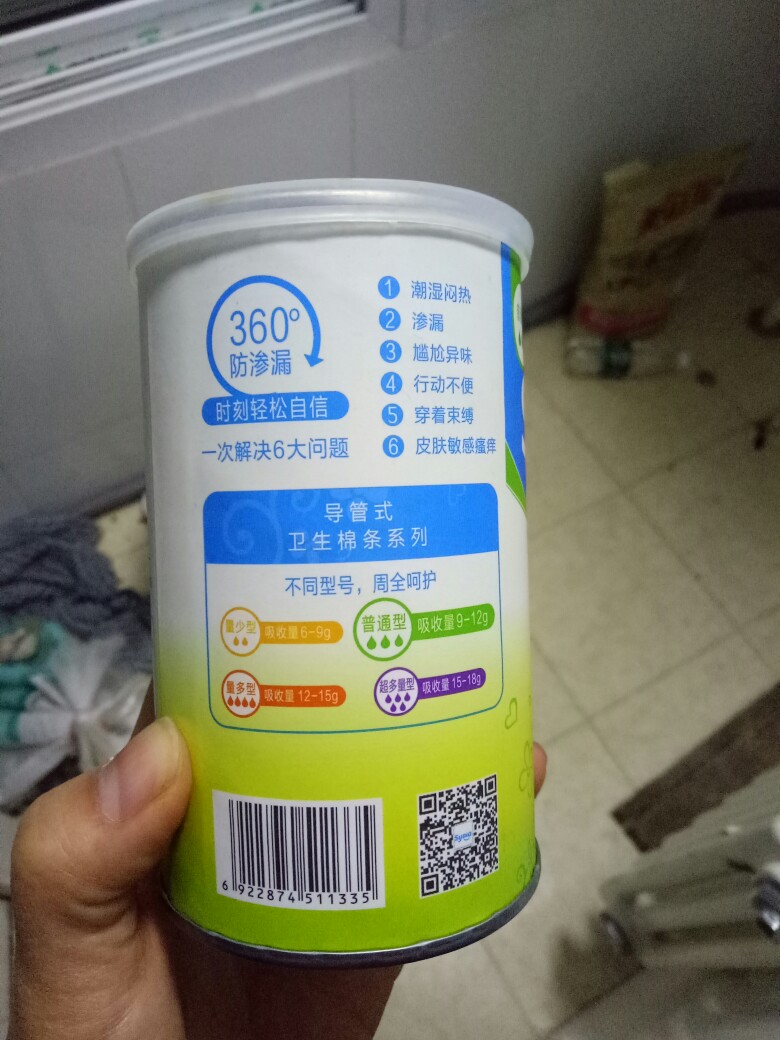 360°
防渗漏
时刻轻松自信
一次解决6大问题
1 潮湿闷热
2 渗漏
3 尴尬异味
4 行动不便
5 穿着束缚
6 皮肤敏感瘙痒
导管式
卫生棉条系列
不同型号，周全呵护
量少型 吸收量 6-9g
普通型 吸收量 9-12g
量多型 吸收量 12-15g
超多量型 吸收量 15-18g
6 922874 511335